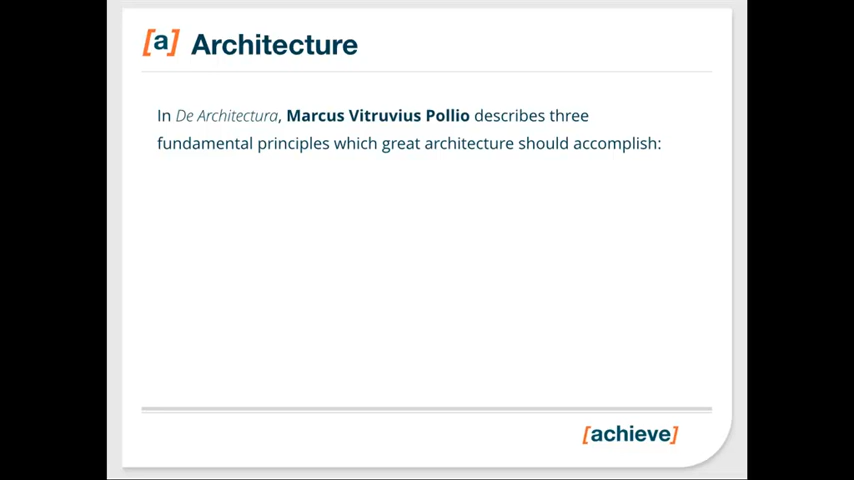 [a] Architecture
In De Architectura, Marcus Vitruvius Pollio describes three
fundamental principles which great architecture should accomplish:
[achieve]